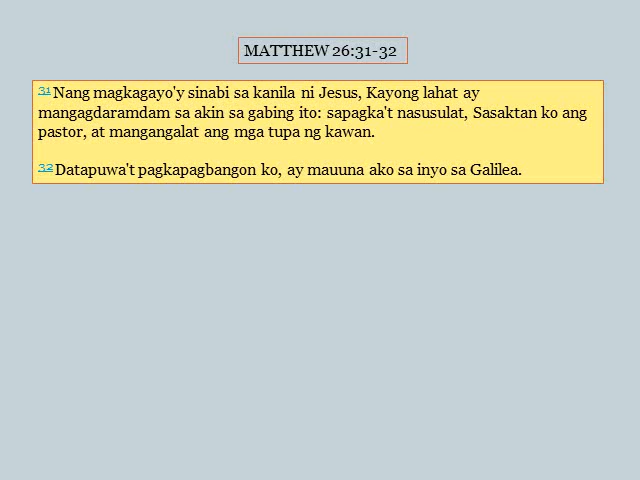 MATTHEW 26:31-32
31 Nang magkagayo'y sinabi sa kanila ni Jesus, Kayong lahat ay
mangagdaramdam sa akin sa gabing ito: sapagka't nasusulat, Sasaktan ko ang
pastor, at mangangalat ang mga tupa ng kawan.
32 Datapuwa't pagkapagbangon ko, ay mauuna ako sa inyo sa Galilea.